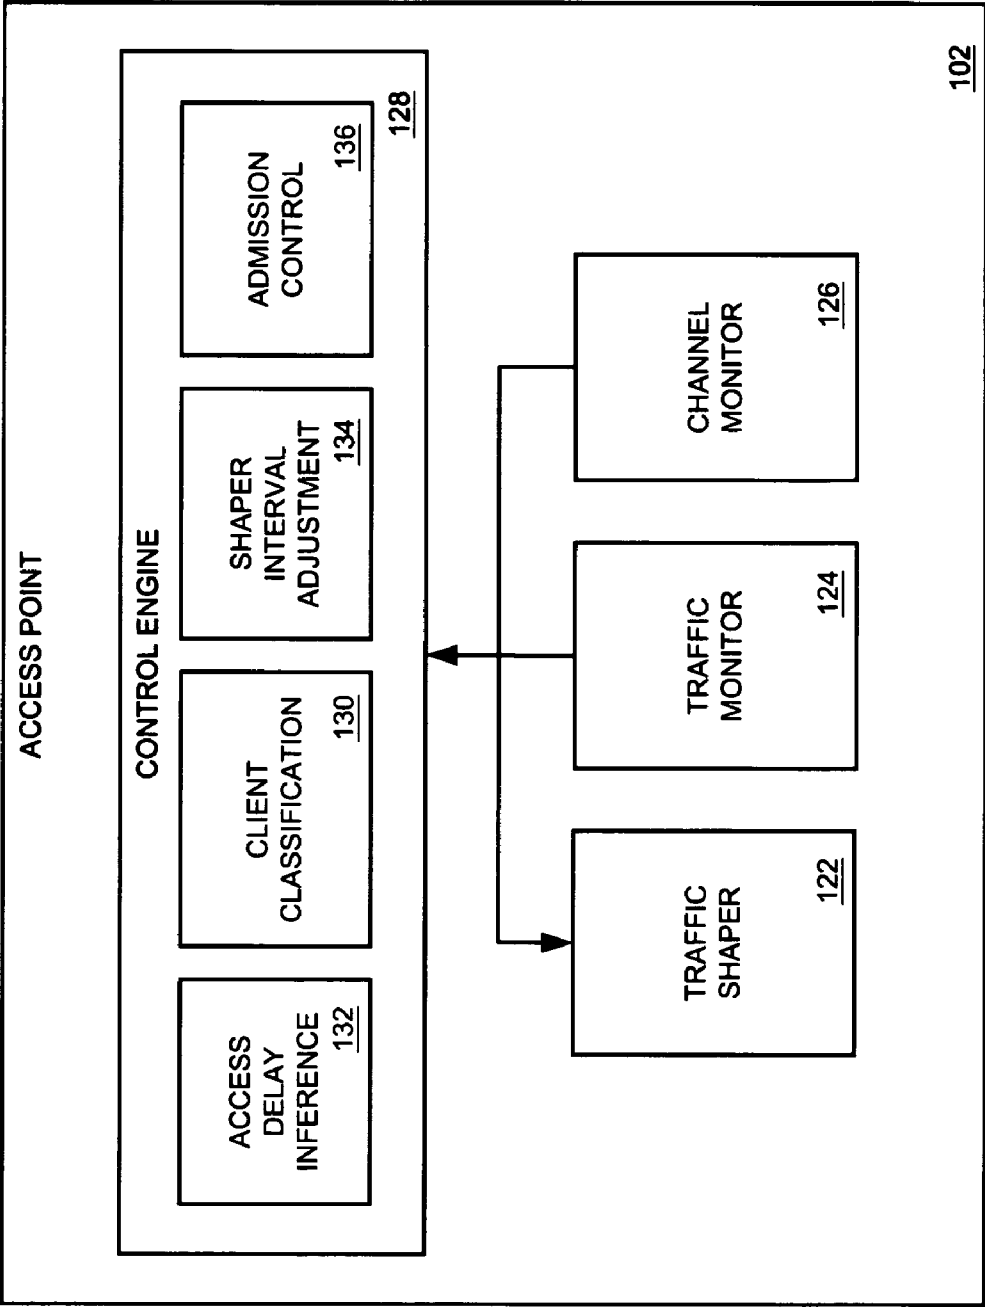 ACCESS POINT
CONTROL ENGINE
ACCESS
DELAY
INFERENCE
132
CLIENT
CLASSIFICATION
130
SHAPER
INTERVAL
ADJUSTMENT
134
ADMISSION
CONTROL
136
128
TRAFFIC
SHAPER
122
TRAFFIC
MONITOR
124
CHANNEL
MONITOR
126
102